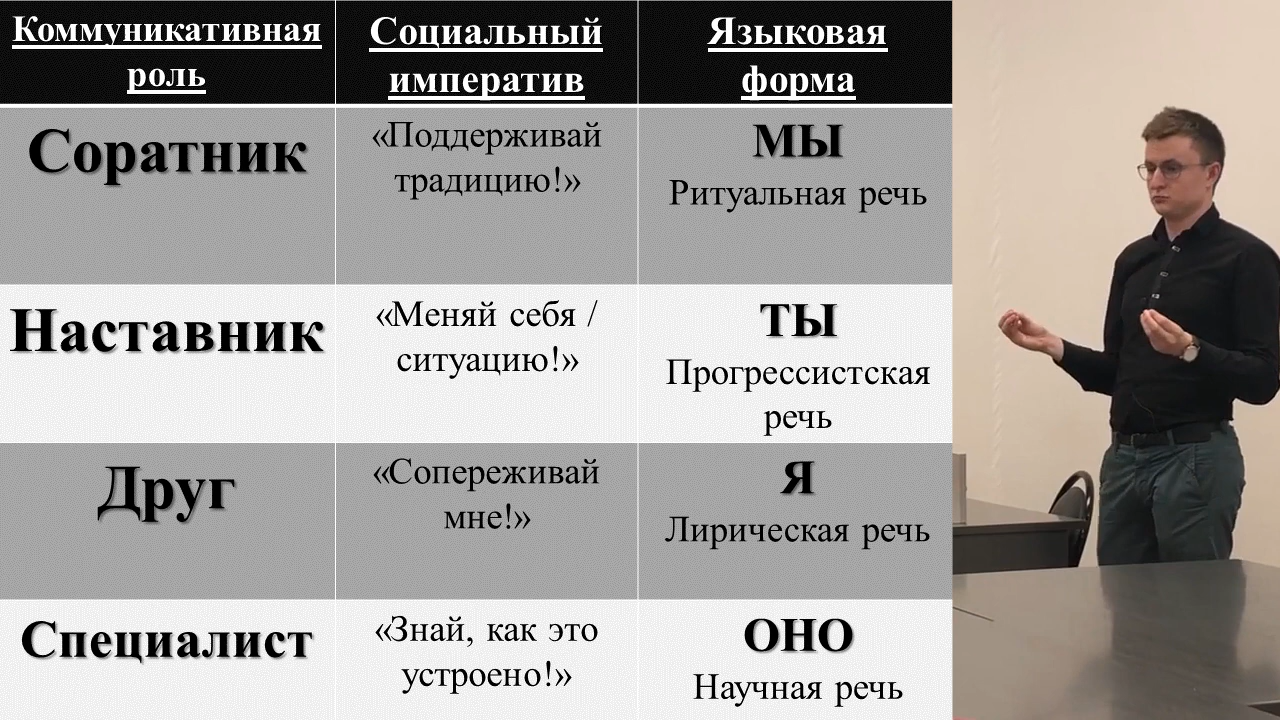 Коммуникативная роль
Социальный императив
Языковая форма
Соратник
«Поддерживай
традицию!»
МЫ
Ритуальная речь
Наставник
«Меняй себя /
ситуацию!»
ТЫ
Прогрессистская
речь
Друг
«Сопереживай
мне!»
Я
Лирическая речь
Специалист
«Знай, как это
устроено!»
ОНО
Научная речь